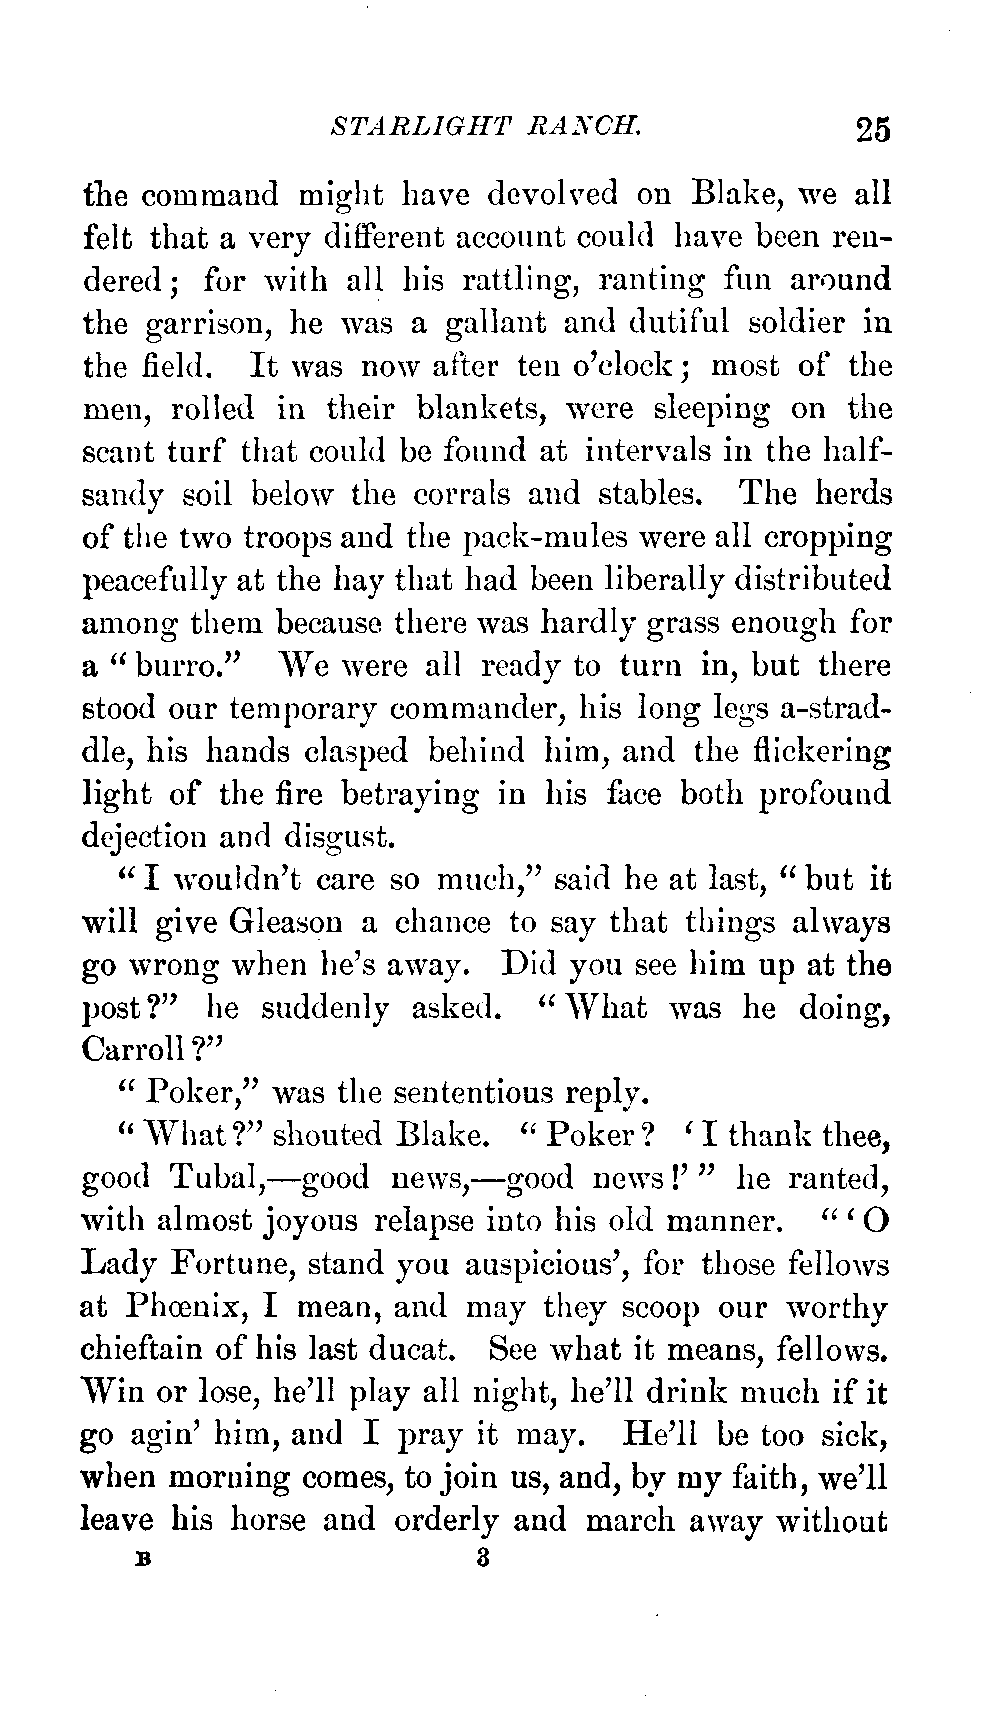 STARLIGHT RANCH. 25
the command might have devolved on Blake, we all
felt that a very different account could have been ren-
dered; for with all his rattling, ranting fun around
the garrison, he was a gallant and dutiful soldier in
the field. It was now after ten o’clock; most of the
men, rolled in their blankets, were sleeping on the
scant turf that could be found at intervals in the half-
sandy soil below the corrals and stables. The herds
of the two troops and the pack-mules were all cropping
peacefully at the hay that had been liberally distributed
among them because there was hardly grass enough for
a “burro.” We were all ready to turn in, but there
stood our temporary commander, his long legs a-strad-
dle, his hands clasped behind him, and the flickering
light of the fire betraying in his face both profound
dejection and disgust.
“I wouldn’t care so much,” said he at last, “but it
will give Gleason a chance to say that things always
go wrong when he’s away. Did you see him up at the
post?” he suddenly asked. “What was he doing,
Carroll?”
“Poker,” was the sententious reply.
“What?” shouted Blake. “Poker? ‘I thank thee,
good Tubal,—good news,—good news!’” he ranted,
with almost joyous relapse into his old manner. “‘O
Lady Fortune, stand you auspicious’, for those fellows
at Phœnix, I mean, and may they scoop our worthy
chieftain of his last ducat. See what it means, fellows.
Win or lose, he’ll play all night, he’ll drink much if it
go agin’ him, and I pray it may. He’ll be too sick,
when morning comes, to join us, and, by my faith, we’ll
leave his horse and orderly and march away without
B 3